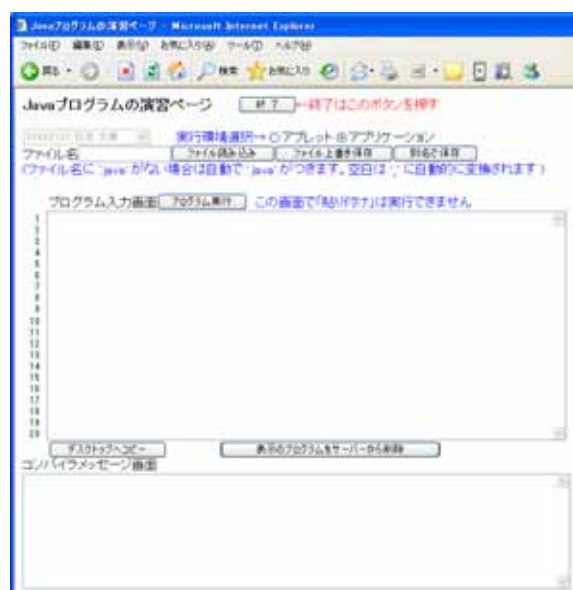 Javaプログラムの演習ページ - Microsoft Internet Explorer
ファイル(F) 編集(E) 表示(V) お気に入り(A) ツール(T) ヘルプ(H)
戻る 検索 お気に入り
Javaプログラムの演習ページ 終了 ←終了はこのボタンを押す
実行環境選択→ アプレット アプリケーション
ファイル名 ファイル読み込み ファイル上書き保存 別名で保存
(ファイル名に".java"がない場合は自動で".java"がつきます。空白は"_"に自動的に変換されます)
プログラム入力画面 プログラム実行 この画面で「貼り付け」は実行できません
1
2
3
4
5
6
7
8
9
10
11
12
13
14
15
16
17
18
19
20
デスクトップへコピー 表示のプログラムをサーバーから削除
コンパイラメッセージ画面